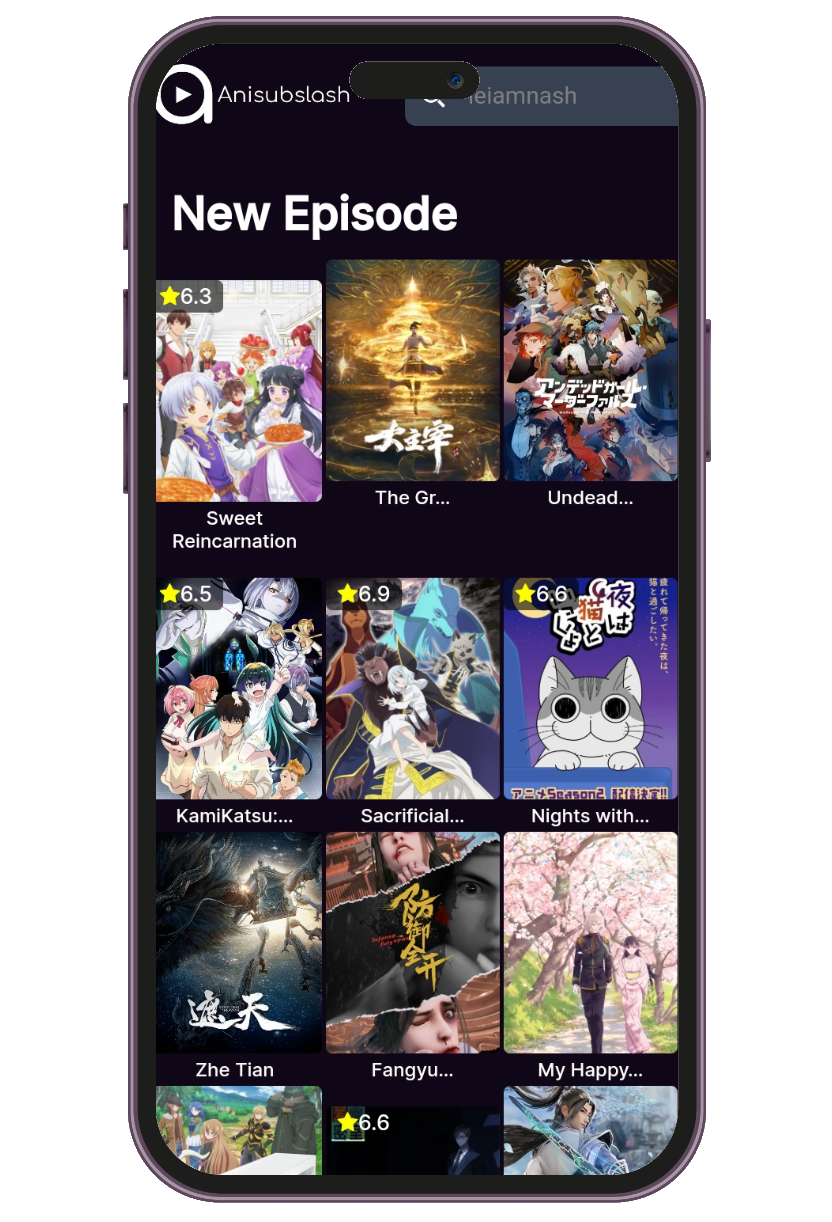 Anisubslash
eiamnash
New Episode
6.3
大主宰
アンデッドガール・
マーダーファルス
The Gr...
Undead...
Sweet
Reincarnation
6.5
6.9
6.6
夜は
猫と
いっしょ
疲れて帰ってきた夜は、
猫と過ごしたい。
アニメSeason2 配信決定!!
KamiKatsu:...
Sacrificial...
Nights with...
遮天
防御全开
Zhe Tian
Fangyu...
My Happy...
6.6